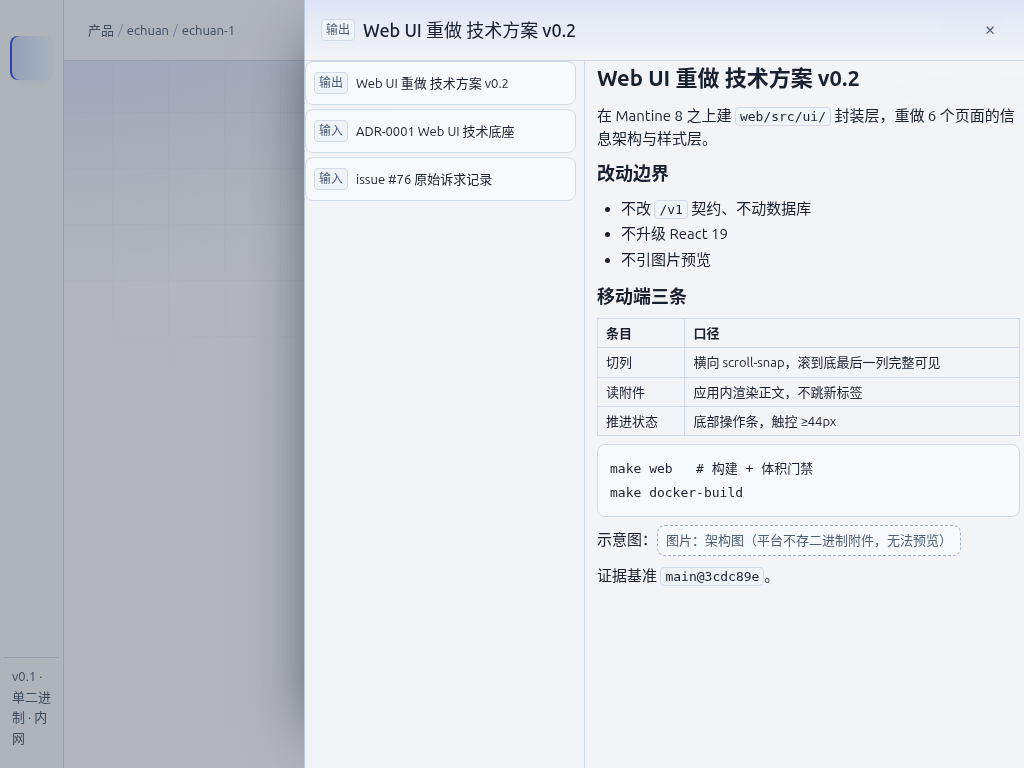 产品 / echuan / echuan-1
输出 Web UI 重做 技术方案 v0.2 ×
输出 Web UI 重做 技术方案 v0.2
输入 ADR-0001 Web UI 技术底座
输入 issue #76 原始诉求记录
Web UI 重做 技术方案 v0.2
在 Mantine 8 之上建 web/src/ui/ 封装层，重做 6 个页面的信
息架构与样式层。
改动边界
• 不改 /v1 契约、不动数据库
• 不升级 React 19
• 不引图片预览
移动端三条
条目 口径
切列 横向 scroll-snap，滚到底最后一列完整可见
读附件 应用内渲染正文，不跳新标签
推进状态 底部操作条，触控 ≥44px
make web   # 构建 + 体积门禁
make docker-build
示意图： 图片：架构图（平台不存二进制附件，无法预览）
证据基准 main@3cdc89e 。
v0.1 ·
单二进
制 · 内
网